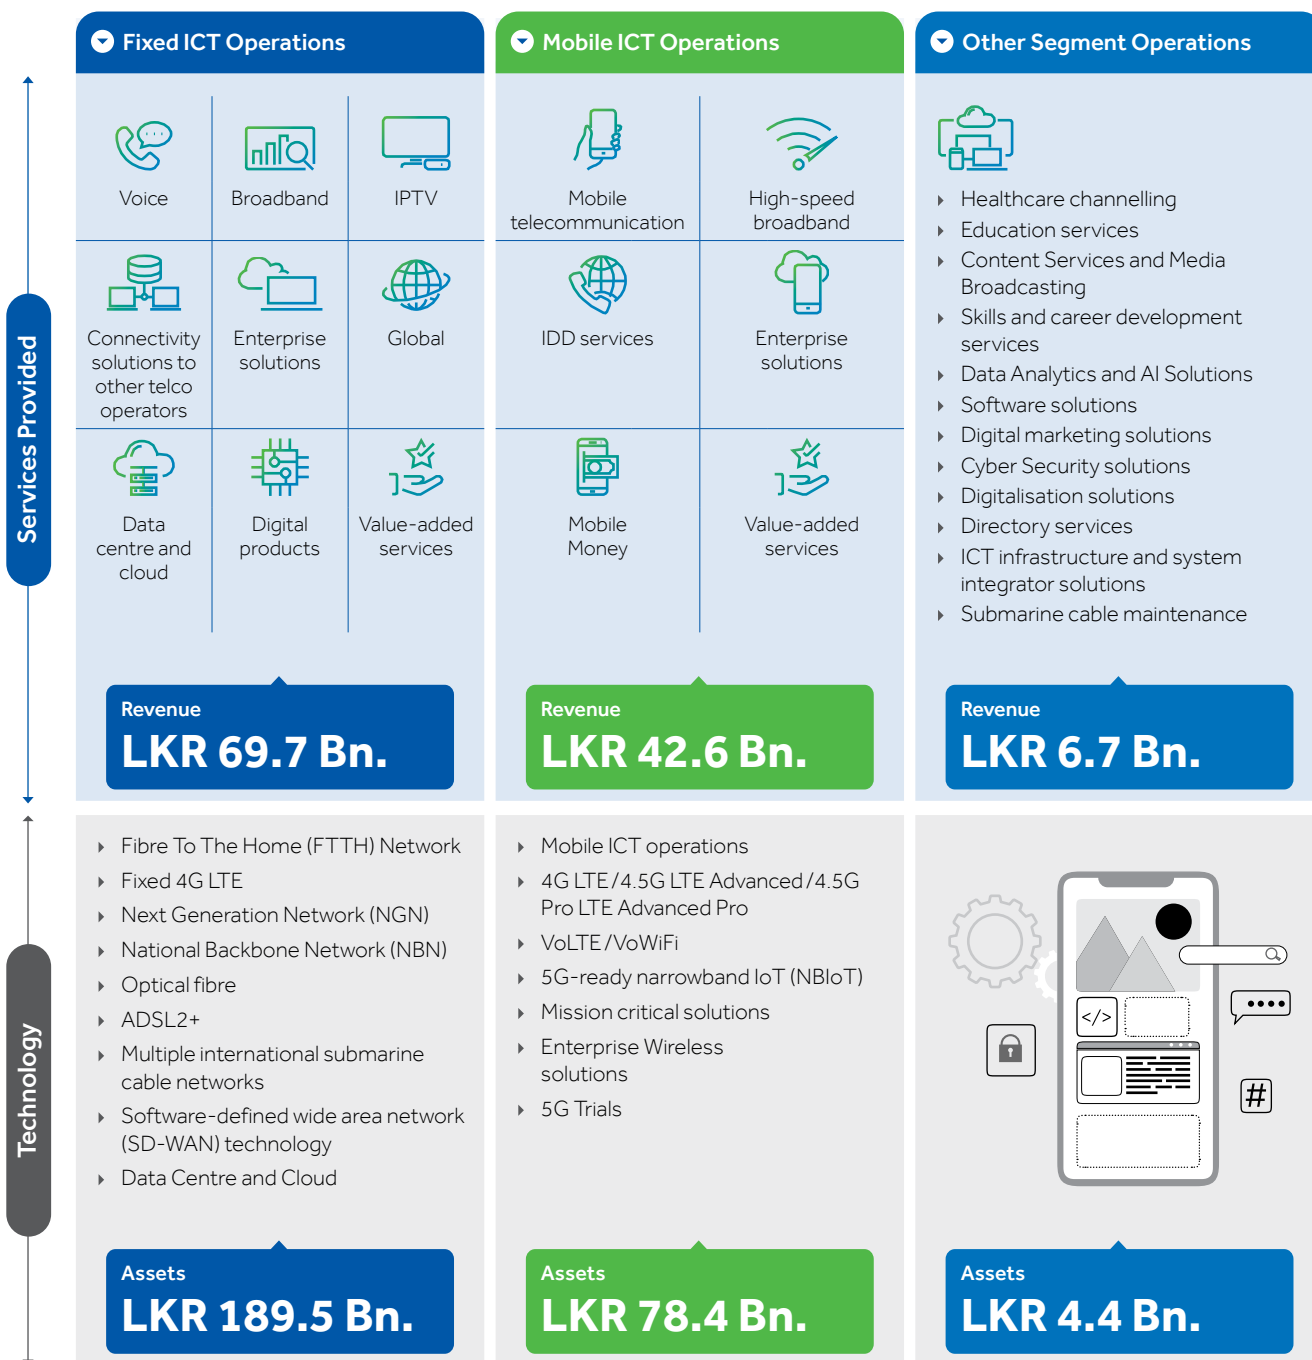 Fixed ICT Operations
Mobile ICT Operations
Other Segment Operations
Services Provided
Voice
Broadband
IPTV
Connectivity
solutions to
other telco
operators
Enterprise
solutions
Global
Data
centre and
cloud
Digital
products
Value-added
services
Mobile
telecommunication
High-speed
broadband
IDD services
Enterprise
solutions
Mobile
Money
Value-added
services
Healthcare channelling
Education services
Content Services and Media
Broadcasting
Skills and career development
services
Data Analytics and AI Solutions
Software solutions
Digital marketing solutions
Cyber Security solutions
Digitalisation solutions
Directory services
ICT infrastructure and system
integrator solutions
Submarine cable maintenance
Revenue
LKR 69.7 Bn.
Revenue
LKR 42.6 Bn.
Revenue
LKR 6.7 Bn.
Technology
Fibre To The Home (FTTH) Network
Fixed 4G LTE
Next Generation Network (NGN)
National Backbone Network (NBN)
Optical fibre
ADSL2+
Multiple international submarine
cable networks
Software-defined wide area network
(SD-WAN) technology
Data Centre and Cloud
Mobile ICT operations
4G LTE/4.5G LTE Advanced/4.5G
Pro LTE Advanced Pro
VoLTE/VoWiFi
5G-ready narrowband IoT (NBIoT)
Mission critical solutions
Enterprise Wireless
solutions
5G Trials
</>
#
Assets
LKR 189.5 Bn.
Assets
LKR 78.4 Bn.
Assets
LKR 4.4 Bn.